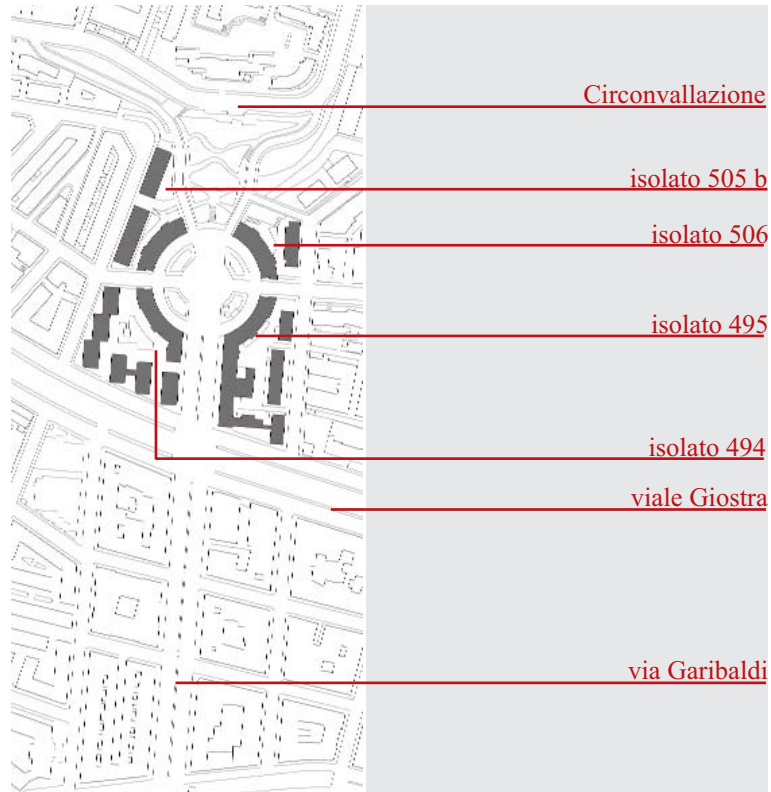 Circonvallazione
isolato 505 b
isolato 506
isolato 495
isolato 494
viale Giostra
via Garibaldi